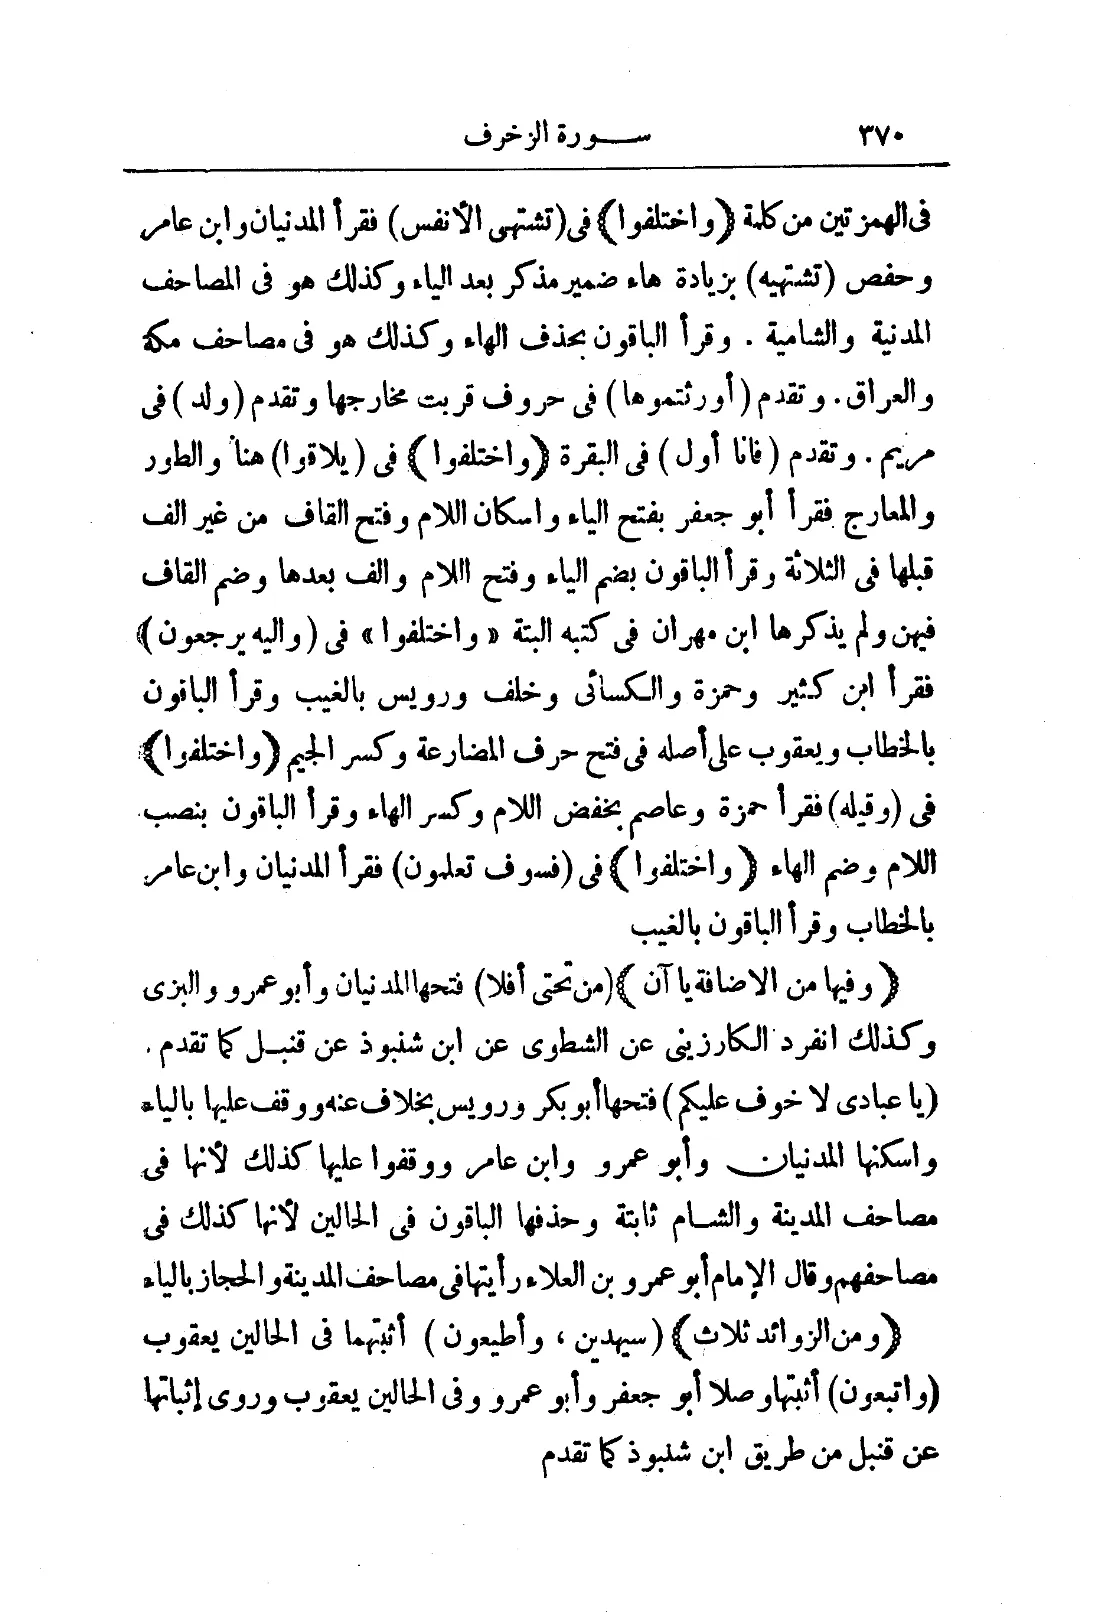 ٣٧٠ ســورة الزخرف
فى الهمزتين من كلمة ﴿واختلفوا﴾ فى (تشتهى الأنفس) فقرأ المدنيان وابن عامر
وحفص (تشتهيه) بزيادة هاء ضمير مذكر بعد الياء وكذلك هو فى المصاحف
المدنية والشامية . وقرأ الباقون بحذف الهاء وكذلك هو فى مصاحف مكة
والعراق . وتقدم (أورثتموها) فى حروف قربت مخارجها وتقدم (ولد) فى
مريم . وتقدم (فانا أول) فى البقرة ﴿واختلفوا﴾ فى (يلاقوا) هنا والطور
والمعارج فقرأ أبو جعفر بفتح الياء واسكان اللام وفتح القاف من غير الف
قبلها فى الثلاثة وقرأ الباقون بضم الياء وفتح اللام والف بعدها وضم القاف
فيهن ولم يذكرها ابن مهران فى كتبه البتة «واختلفوا» فى (واليه يرجعون﴾
فقرأ ابن كثير وحمزة والكسائى وخلف ورويس بالغيب وقرأ الباقون
بالخطاب ويعقوب على أصله فى فتح حرف المضارعة وكسر الجيم ﴿واختلفوا﴾
فى (وقيله) فقرأ حمزة وعاصم بخفض اللام وكسر الهاء وقرأ الباقون بنصب
اللام وضم الهاء ﴿واختلفوا﴾ فى (فسوف تعلمون) فقرأ المدنيان وابن عامر
بالخطاب وقرأ الباقون بالغيب
﴿وفيها من الاضافة يا آن﴾ (من تحتى أفلا) فتحها المدنيان وأبو عمرو والبزى
وكذلك انفرد الكارزينى عن الشطوى عن ابن شنبوذ عن قنبـل كما تقدم .
(يا عبادى لا خوف عليكم) فتحها أبو بكر ورويس بخلاف عنه ووقف عليها بالياء
واسكنها المدنيان وأبو عمرو وابن عامر ووقفوا عليها كذلك لأنها فى
مصاحف المدينة والشـام ثابتة وحذفها الباقون فى الحالين لأنها كذلك فى
مصاحفهم وقال الإمام أبو عمرو بن العلاء رأيتها فى مصاحف المدينة والحجاز بالياء
﴿ومن الزوائد ثلاث﴾ (سيهدين ، وأطيعون) أثبتهما فى الحالين يعقوب
(واتبعون) أثبتها وصلا أبو جعفر وأبو عمرو وفى الحالين يعقوب وروى إثباتها
عن قنبل من طريق ابن شنبوذ كما تقدم